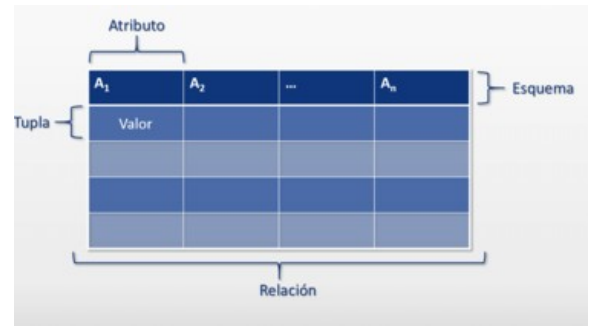 Atributo
A₁ A₂ ... Aₙ
Esquema
Tupla
Valor
Relación